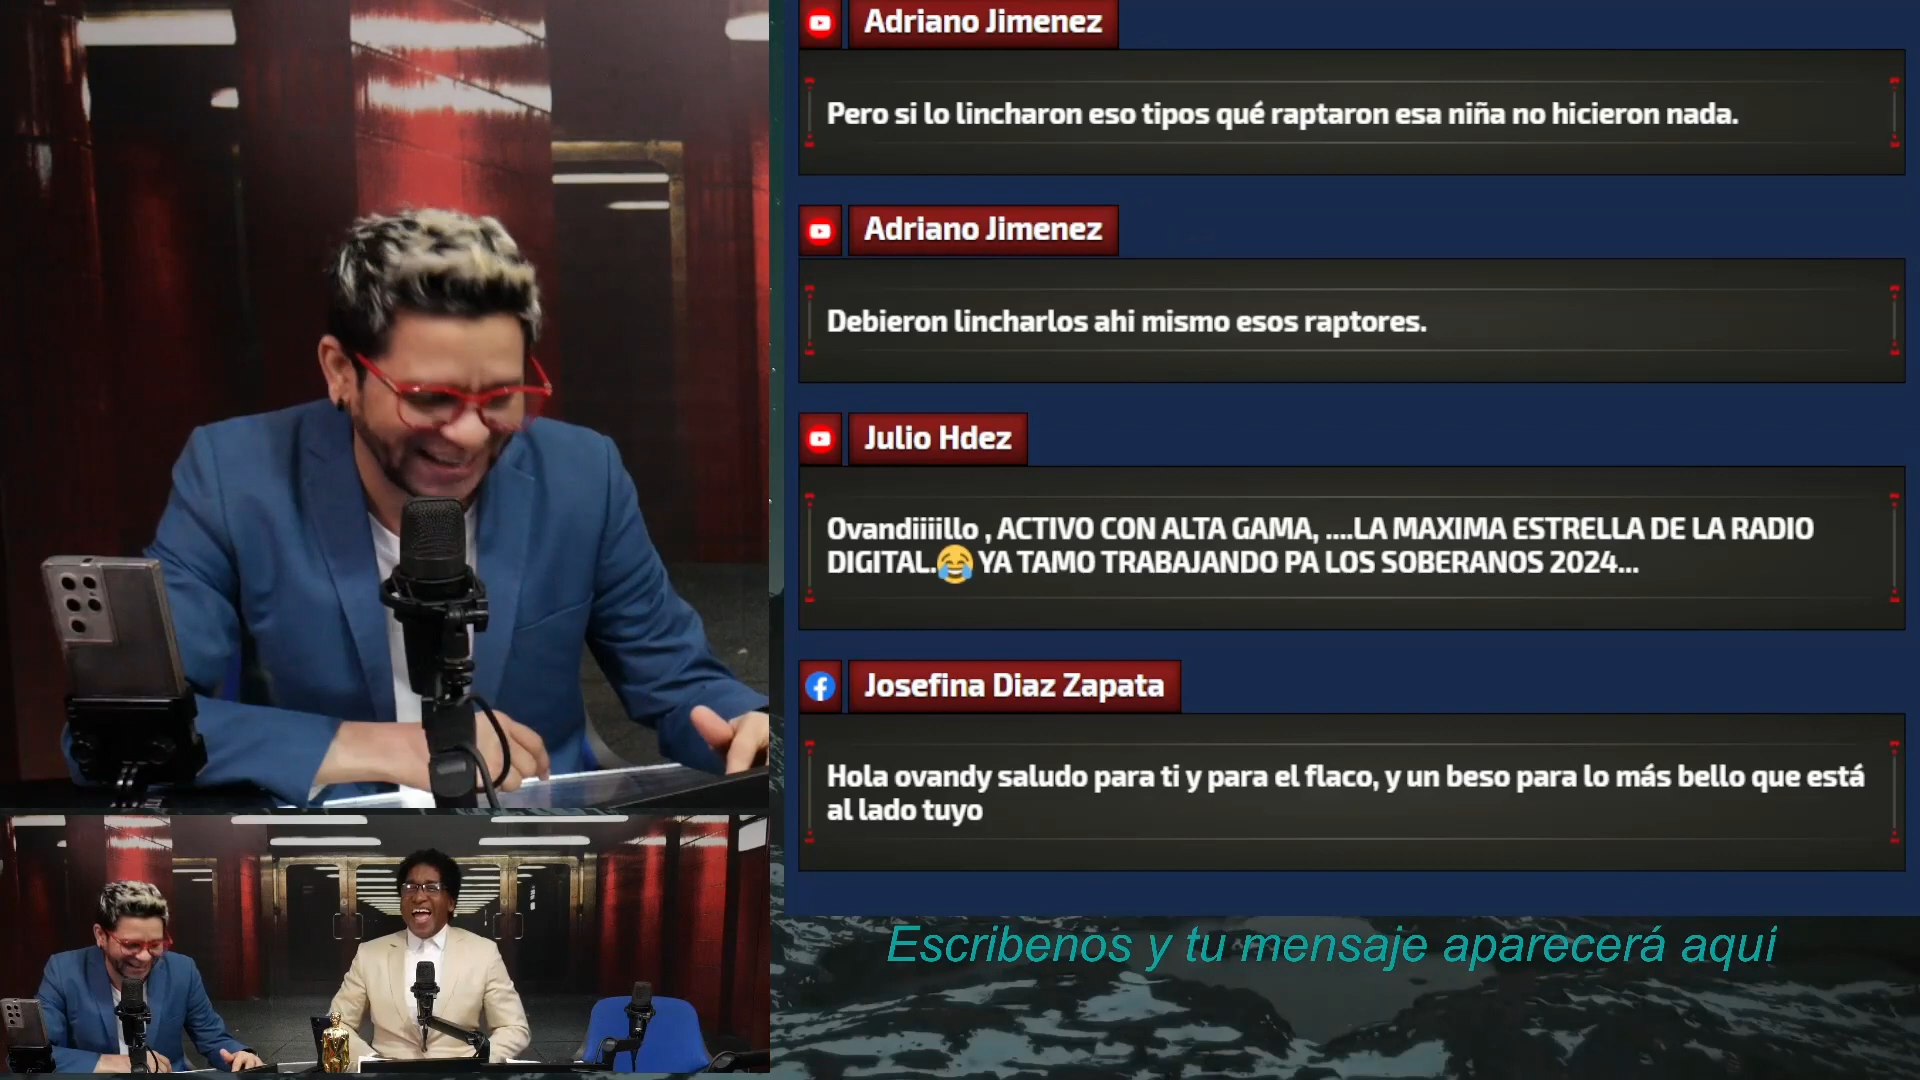 Adriano Jimenez
Pero si lo lincharon eso tipos qué raptaron esa niña no hicieron nada.
Adriano Jimenez
Debieron lincharlos ahi mismo esos raptores.
Julio Hdez
Ovandiiiillo , ACTIVO CON ALTA GAMA, ....LA MAXIMA ESTRELLA DE LA RADIO
DIGITAL.😂 YA TAMO TRABAJANDO PA LOS SOBERANOS 2024...
Josefina Diaz Zapata
Hola ovandy saludo para ti y para el flaco, y un beso para lo más bello que está
al lado tuyo
Escribenos y tu mensaje aparecerá aqui